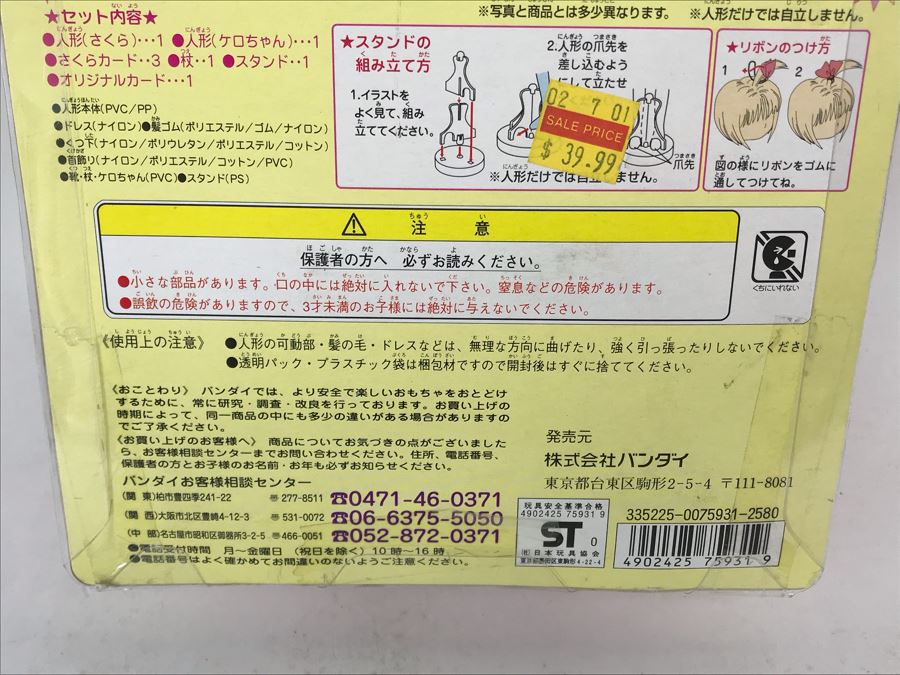 ※写真と商品とは多少異なります。 ※人形だけでは自立しません。
★セット内容★
●人形(さくら)・・・1 ●人形(ケロちゃん)・・・1
●さくらカード・・3 ●杖・・1 ●スタンド・・1
●オリジナルカード・・・1
●人形本体(PVC/PP)
●ドレス(ナイロン)●髪ゴム(ポリエステル/ゴム/ナイロン)
●くつ下(ナイロン/ポリウレタン/ポリエステル/コットン)
●首飾り(ナイロン/ポリエステル/コットン/PVC)
●靴・杖・ケロちゃん(PVC)●スタンド(PS)
★スタンドの
組み立て方
1.イラストを
よく見て、組み
立ててください。
2.人形の爪先を
差し込むよう
にして立たせ
爪先
※人形だけでは自立しません。
02 7 01
SALE PRICE
$ 39.99
★リボンのつけ方
1 2
図の様にリボンをゴムに
通してつけてね。
注意
保護者の方へ 必ずお読みください。
●小さな部品があります。口の中には絶対に入れないで下さい。窒息などの危険があります。
●誤飲の危険がありますので、3才未満のお子様には絶対に与えないでください。
くちにいれない
《使用上の注意》 ●人形の可動部・髪の毛・ドレスなどは、無理な方向に曲げたり、強く引っ張ったりしないでください。
●透明パック・プラスチック袋は梱包材ですので開封後はすぐに捨ててください。
《おことわり》 バンダイでは、より安全で楽しいおもちゃをおとどけ
するために、常に研究・調査・改良を行っております。お買い上げの
時期によって、同一商品の中にも多少の違いがある場合がありますの
でご了承ください。
《お買い上げのお客様へ》 商品についてお気づきの点がございました
ら、お客様相談センターまでお問い合わせください。住所、電話番号、
保護者の方とお子様のお名前・お年も必ずお知らせください。
バンダイお客様相談センター
(関 東)柏市豊四季241-22 〠277-8511 ☎0471-46-0371
(関 西)大阪市北区豊崎4-12-3 〠531-0072 ☎06-6375-5050
(中 部)名古屋市昭和区御器所3-2-5 〠466-0051 ☎052-872-0371
●電話受付時間 月〜金曜日 (祝日を除く) 10時〜16時
●電話番号はよく確かめてお間違いのないようご注意ください。
発売元
株式会社バンダイ
東京都台東区駒形2-5-4 〒111-8081
玩具安全基準合格
4902425 75931 9
ST 0
(社)日本玩具協会
東京都墨田区東駒形4-22-4
335225-0075931-2580
4902425 75931 9